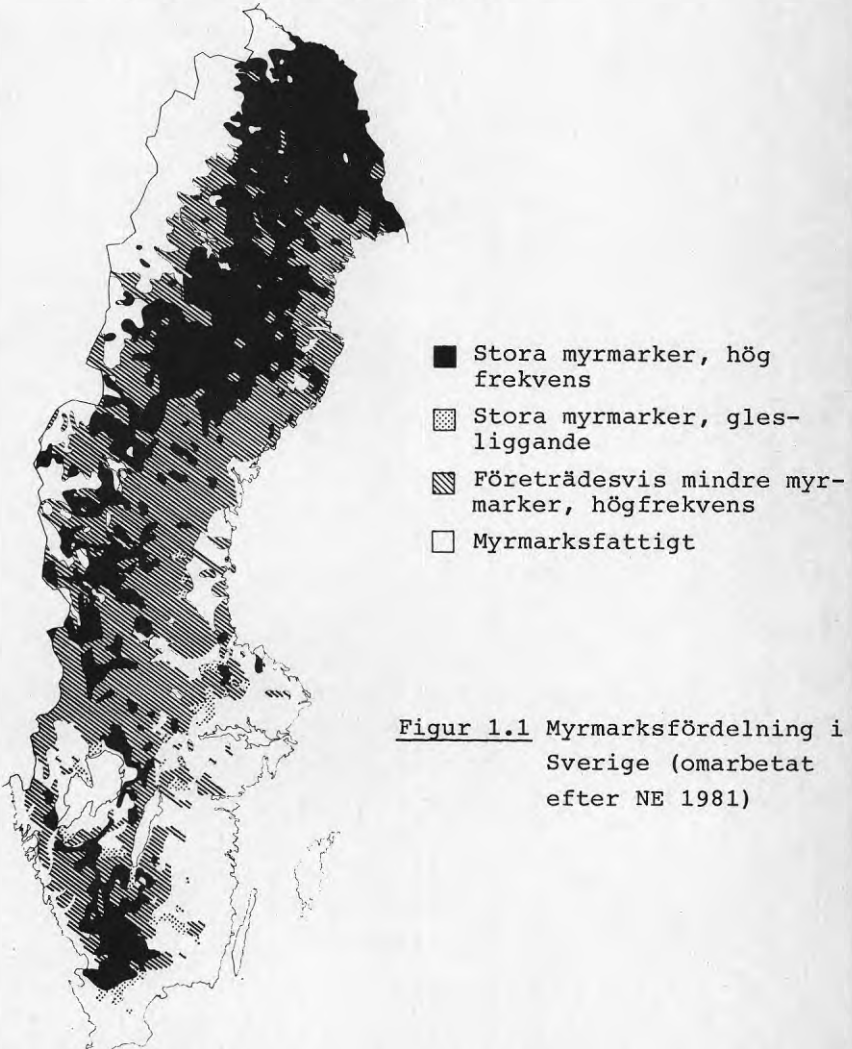 Stora myrmarker, hög
frekvens
Stora myrmarker, gles-
liggande
Företrädesvis mindre myr-
marker, högfrekvens
Myrmarksfattigt
Figur 1.1 Myrmarksfördelning i
Sverige (omarbetat
efter NE 1981)